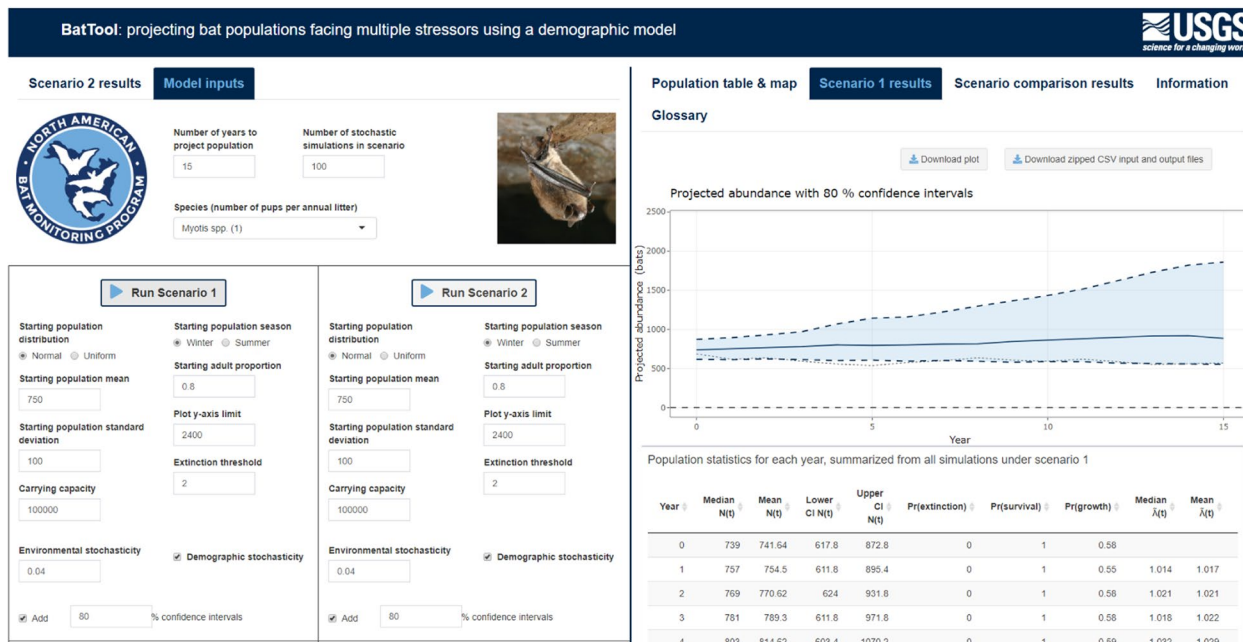 BatTool: projecting bat populations facing multiple stressors using a demographic model
USGS
science for a changing
Scenario 2 results
Model inputs
NORTH AMERICAN
BAT MONITORING PROGRAM
Number of years to
project population
15
Number of stochastic
simulations in scenario
100
Species (number of pups per annual litter)
Myotis spp. (1)
Run Scenario 1
Starting population
distribution
Normal Uniform
Starting population mean
750
Starting population standard
deviation
100
Carrying capacity
100000
Environmental stochasticity
0.04
Add 80 % confidence intervals
Starting population season
Winter Summer
Starting adult proportion
0.8
Plot y-axis limit
2400
Extinction threshold
2
Demographic stochasticity
Run Scenario 2
Starting population
distribution
Normal Uniform
Starting population mean
750
Starting population standard
deviation
100
Carrying capacity
100000
Environmental stochasticity
0.04
Add 80 % confidence intervals
Starting population season
Winter Summer
Starting adult proportion
0.8
Plot y-axis limit
2400
Extinction threshold
2
Demographic stochasticity
Population table & map
Scenario 1 results
Scenario comparison results
Information
Glossary
Download plot
Download zipped CSV input and output files
Projected abundance with 80 % confidence intervals
Projected abundance (bats)
2500
2000
1500
1000
500
0
0 5 10 15
Year
Population statistics for each year, summarized from all simulations under scenario 1
Year Median N(t) Mean N(t) Lower CI N(t) Upper CI N(t) Pr(extinction) Pr(survival) Pr(growth) Median λ̄(t) Mean λ̄(t)
0 739 741.64 617.8 872.8 0 1 0.58
1 757 754.5 611.8 895.4 0 1 0.55 1.014 1.017
2 769 770.62 624 931.8 0 1 0.58 1.021 1.021
3 781 789.3 611.8 971.8 0 1 0.58 1.018 1.022